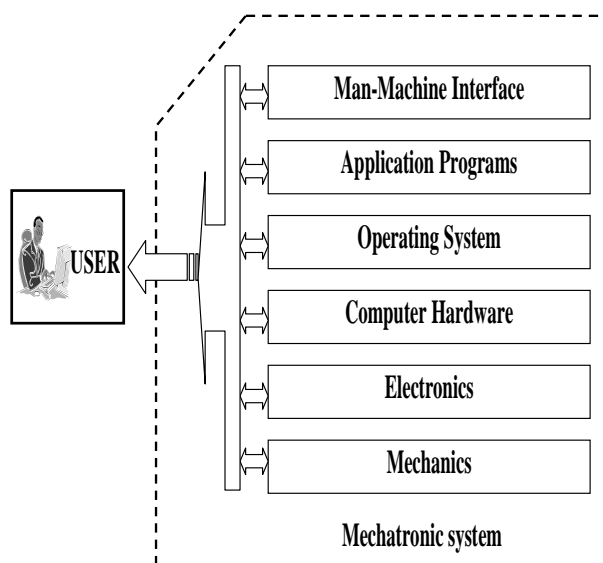 Man-Machine Interface
Application Programs
Operating System
USER
Computer Hardware
Electronics
Mechanics
Mechatronic system